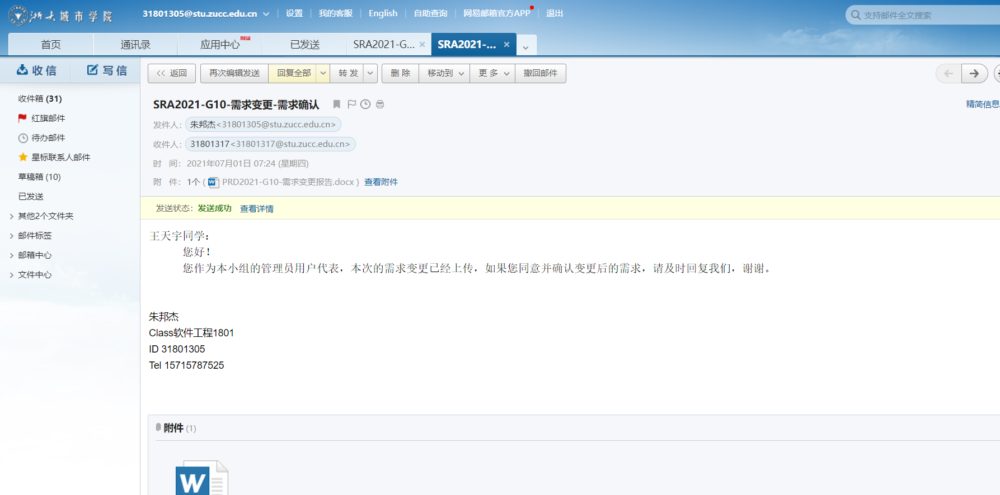 浙大城市学院
31801305@stu.zucc.edu.cn 设置 我的客服 English 自助查询 网易邮箱官方APP 退出
支持邮件全文搜索
首页 通讯录 应用中心 NEW 已发送 SRA2021-G... × SRA2021-... ×
收信 写信
<< 返回 再次编辑发送 回复全部 转 发 删 除 移动到 更 多 撤回邮件
收件箱 (31)
红旗邮件
待办邮件
星标联系人邮件
草稿箱 (10)
已发送
其他2个文件夹
邮件标签
邮箱中心
文件中心
SRA2021-G10-需求变更-需求确认
精简信息
发件人： 朱邦杰<31801305@stu.zucc.edu.cn>
收件人： 31801317<31801317@stu.zucc.edu.cn>
时 间： 2021年07月01日 07:24 (星期四)
附 件： 1个 ( PRD2021-G10-需求变更报告.docx ) 查看附件
发送状态：发送成功 查看详情
王天宇同学：
您好！
您作为本小组的管理员用户代表，本次的需求变更已经上传，如果您同意并确认变更后的需求，请及时回复我们，谢谢。
朱邦杰
Class软件工程1801
ID 31801305
Tel 15715787525
附件 (1)
W